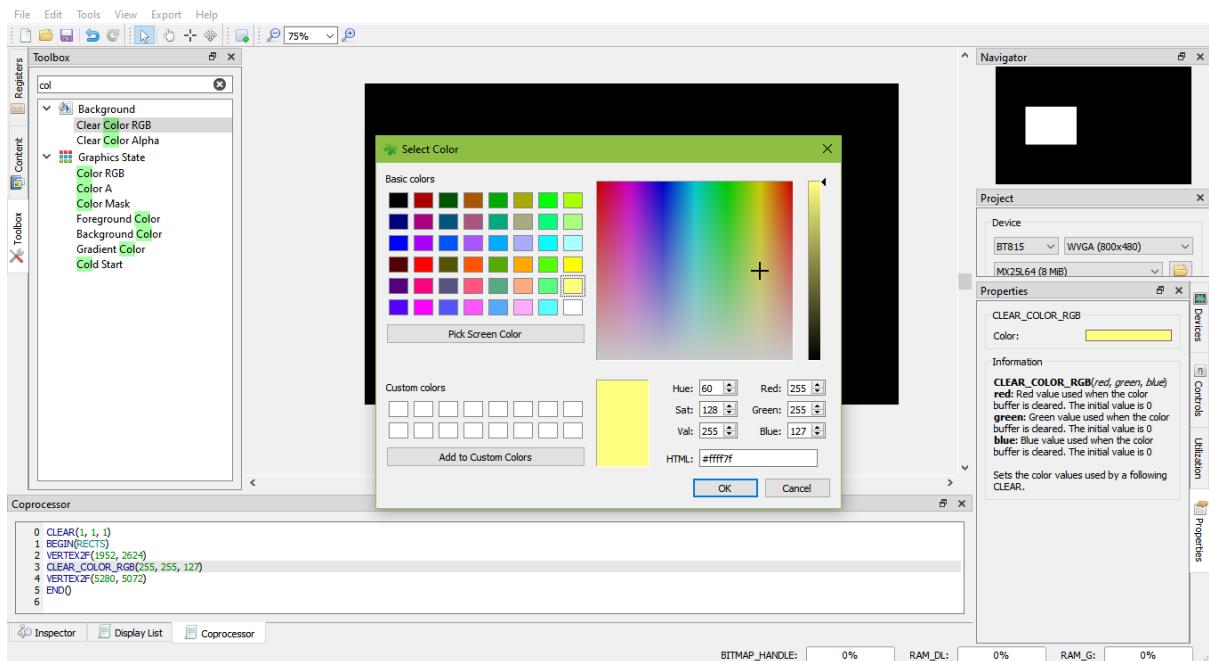 File Edit Tools View Export Help
75%
Registers
Content
Toolbox
Toolbox
col
Background
Clear Color RGB
Clear Color Alpha
Graphics State
Color RGB
Color A
Color Mask
Foreground Color
Background Color
Gradient Color
Cold Start
Select Color
Basic colors
Pick Screen Color
Custom colors
Add to Custom Colors
Hue: 60 Red: 255
Sat: 128 Green: 255
Val: 255 Blue: 127
HTML: #ffff7f
OK Cancel
Navigator
Project
Device
BT815 WVGA (800x480)
MX25L64 (8 MiB)
Properties
CLEAR_COLOR_RGB
Color:
Information
CLEAR_COLOR_RGB(red, green, blue)
red: Red value used when the color
buffer is cleared. The initial value is 0
green: Green value used when the color
buffer is cleared. The initial value is 0
blue: Blue value used when the color
buffer is cleared. The initial value is 0
Sets the color values used by a following
CLEAR.
Devices
Controls
Utilization
Properties
Coprocessor
0 CLEAR(1, 1, 1)
1 BEGIN(RECTS)
2 VERTEX2F(1952, 2624)
3 CLEAR_COLOR_RGB(255, 255, 127)
4 VERTEX2F(5280, 5072)
5 END()
6
Inspector Display List Coprocessor
BITMAP_HANDLE: 0% RAM_DL: 0% RAM_G: 0%